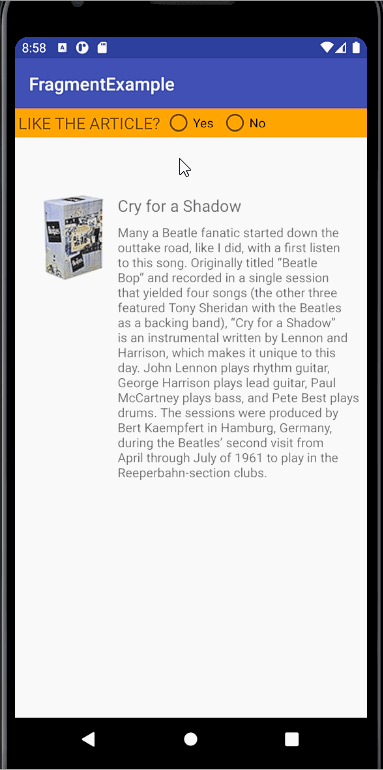 8:58
FragmentExample
LIKE THE ARTICLE? Yes No
Cry for a Shadow
Many a Beatle fanatic started down the
outtake road, like I did, with a first listen
to this song. Originally titled “Beatle
Bop” and recorded in a single session
that yielded four songs (the other three
featured Tony Sheridan with the Beatles
as a backing band), “Cry for a Shadow”
is an instrumental written by Lennon and
Harrison, which makes it unique to this
day. John Lennon plays rhythm guitar,
George Harrison plays lead guitar, Paul
McCartney plays bass, and Pete Best plays
drums. The sessions were produced by
Bert Kaempfert in Hamburg, Germany,
during the Beatles’ second visit from
April through July of 1961 to play in the
Reeperbahn-section clubs.